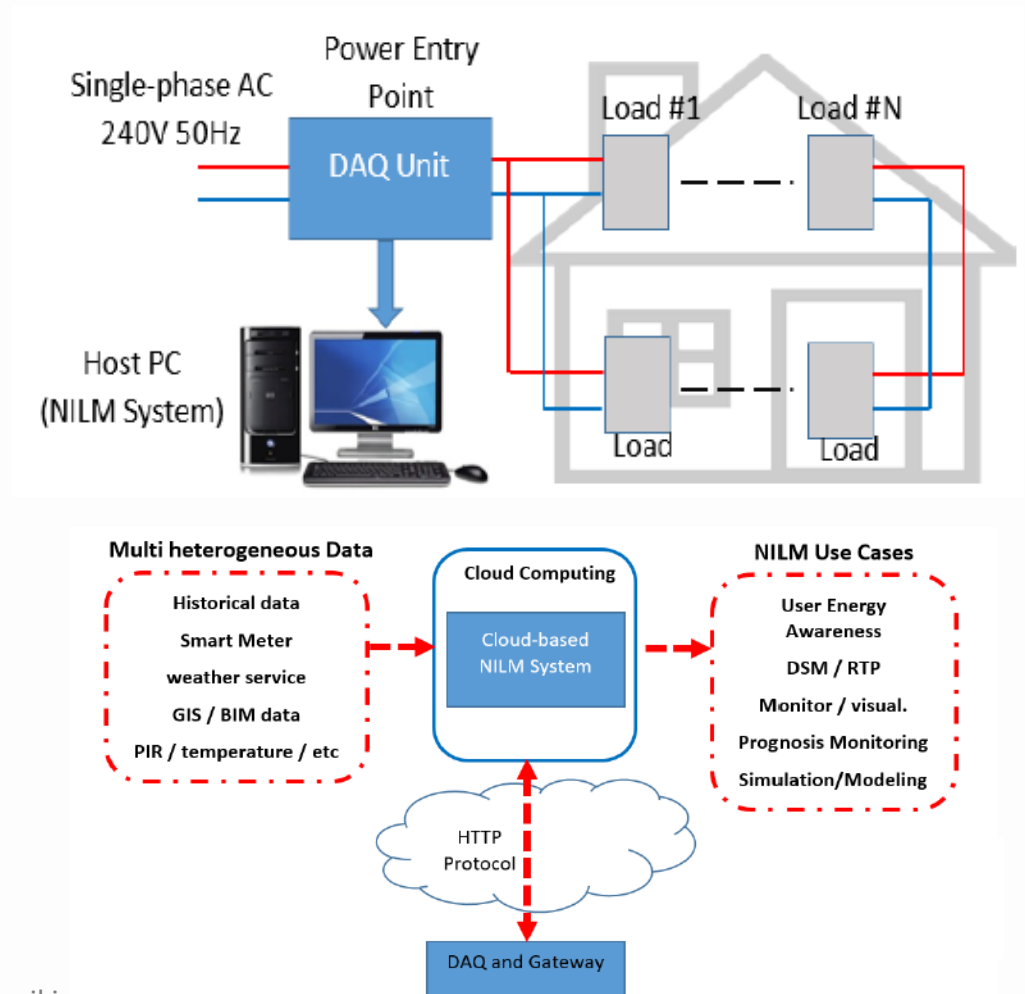 Single-phase AC
240V 50Hz
Power Entry
Point
DAQ Unit
Load #1
Load #N
Host PC
(NILM System)
Load
Load
Multi heterogeneous Data
Historical data
Smart Meter
weather service
GIS / BIM data
PIR / temperature / etc
Cloud Computing
Cloud-based
NILM System
NILM Use Cases
User Energy
Awareness
DSM / RTP
Monitor / visual.
Prognosis Monitoring
Simulation/Modeling
HTTP
Protocol
DAQ and Gateway